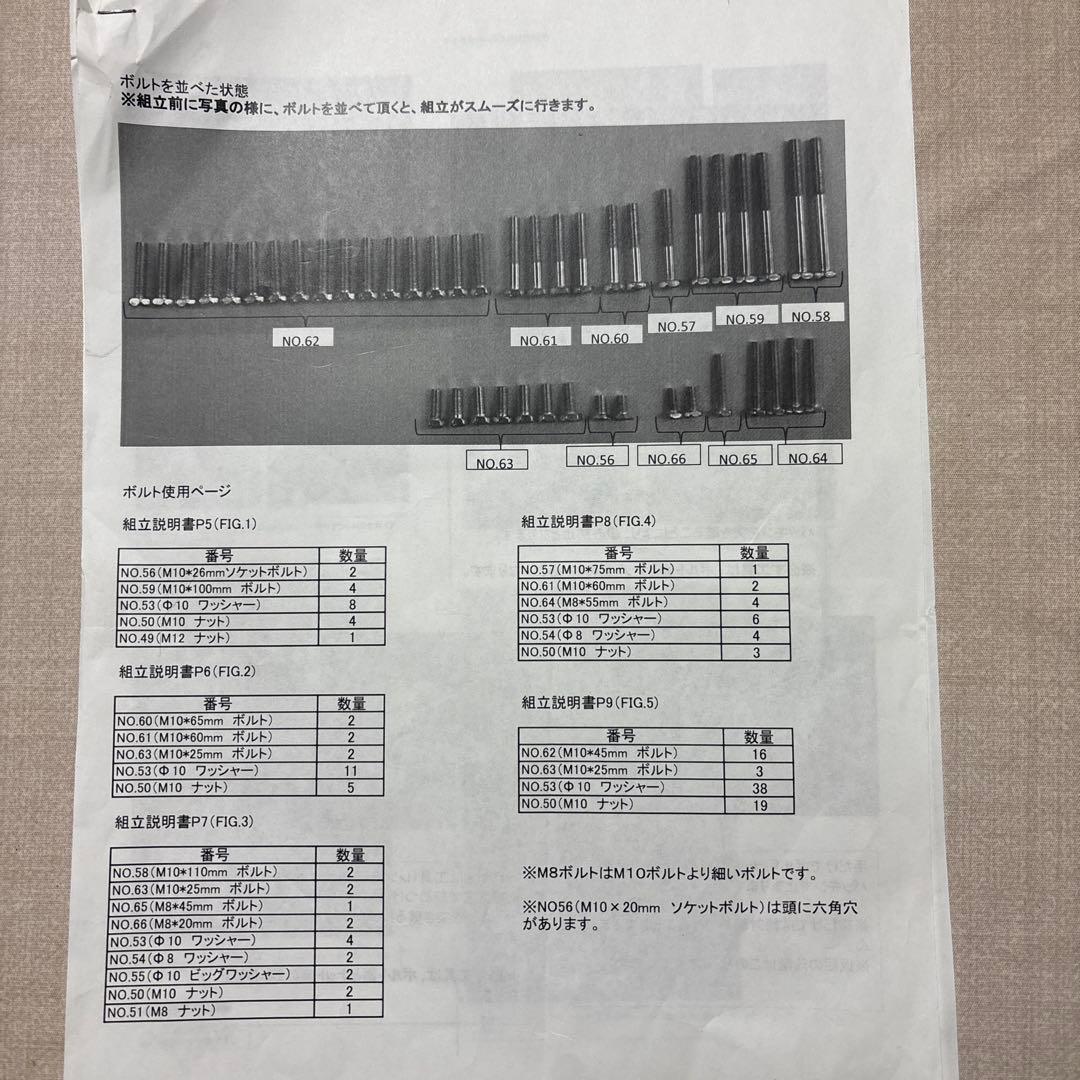 ボルトを並べた状態
※組立前に写真の様に、ボルトを並べて頂くと、組立がスムーズに行きます。
NO.62
NO.61
NO.60
NO.57
NO.59
NO.58
NO.63
NO.56
NO.66
NO.65
NO.64
ボルト使用ページ
組立説明書P5(FIG.1)
番号 数量
NO.56(M10*26mmソケットボルト) 2
NO.59(M10*100mm ボルト) 4
NO.53(Φ10 ワッシャー) 8
NO.50(M10 ナット) 4
NO.49(M12 ナット) 1
組立説明書P6(FIG.2)
番号 数量
NO.60(M10*65mm ボルト) 2
NO.61(M10*60mm ボルト) 2
NO.63(M10*25mm ボルト) 2
NO.53(Φ10 ワッシャー) 11
NO.50(M10 ナット) 5
組立説明書P7(FIG.3)
番号 数量
NO.58(M10*110mm ボルト) 2
NO.63(M10*25mm ボルト) 2
NO.65(M8*45mm ボルト) 1
NO.66(M8*20mm ボルト) 2
NO.53(Φ10 ワッシャー) 4
NO.54(Φ8 ワッシャー) 2
NO.55(Φ10 ビッグワッシャー) 2
NO.50(M10 ナット) 2
NO.51(M8 ナット) 1
組立説明書P8(FIG.4)
番号 数量
NO.57(M10*75mm ボルト) 1
NO.61(M10*60mm ボルト) 2
NO.64(M8*55mm ボルト) 4
NO.53(Φ10 ワッシャー) 6
NO.54(Φ8 ワッシャー) 4
NO.50(M10 ナット) 3
組立説明書P9(FIG.5)
番号 数量
NO.62(M10*45mm ボルト) 16
NO.63(M10*25mm ボルト) 3
NO.53(Φ10 ワッシャー) 38
NO.50(M10 ナット) 19
※M8ボルトはM10ボルトより細いボルトです。
※NO56(M10×20mm ソケットボルト)は頭に六角穴
があります。